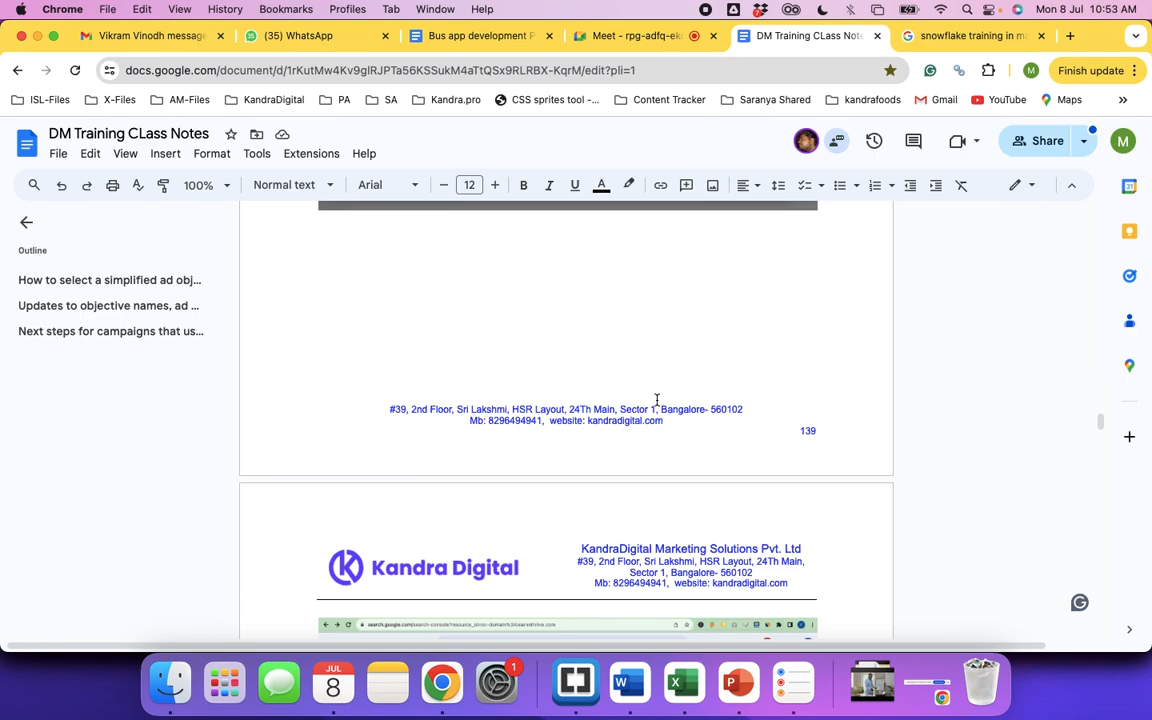 Chrome File Edit View History Bookmarks Profiles Tab Window Help Mon 8 Jul 10:53 AM
Vikram Vinodh message (35) WhatsApp Bus app development P Meet - rpg-adfq-ek DM Training CLass Note snowflake training in m
docs.google.com/document/d/1rKutMw4Kv9glRJPTa56KSSukM4aTtQSx9RLRBX-KqrM/edit?pli=1 M Finish update
ISL-Files X-Files AM-Files KandraDigital PA SA Kandra.pro CSS sprites tool -... Content Tracker Saranya Shared kandrafoods Gmail YouTube Maps »
DM Training CLass Notes
File Edit View Insert Format Tools Extensions Help
Share M
100% Normal text Arial − 12 + B I U A
Outline
How to select a simplified ad obj...
Updates to objective names, ad ...
Next steps for campaigns that us...
#39, 2nd Floor, Sri Lakshmi, HSR Layout, 24Th Main, Sector 1, Bangalore- 560102
Mb: 8296494941, website: kandradigital.com
139
Kandra Digital
KandraDigital Marketing Solutions Pvt. Ltd
#39, 2nd Floor, Sri Lakshmi, HSR Layout, 24Th Main,
Sector 1, Bangalore- 560102
Mb: 8296494941, website: kandradigital.com
JUL
8
1